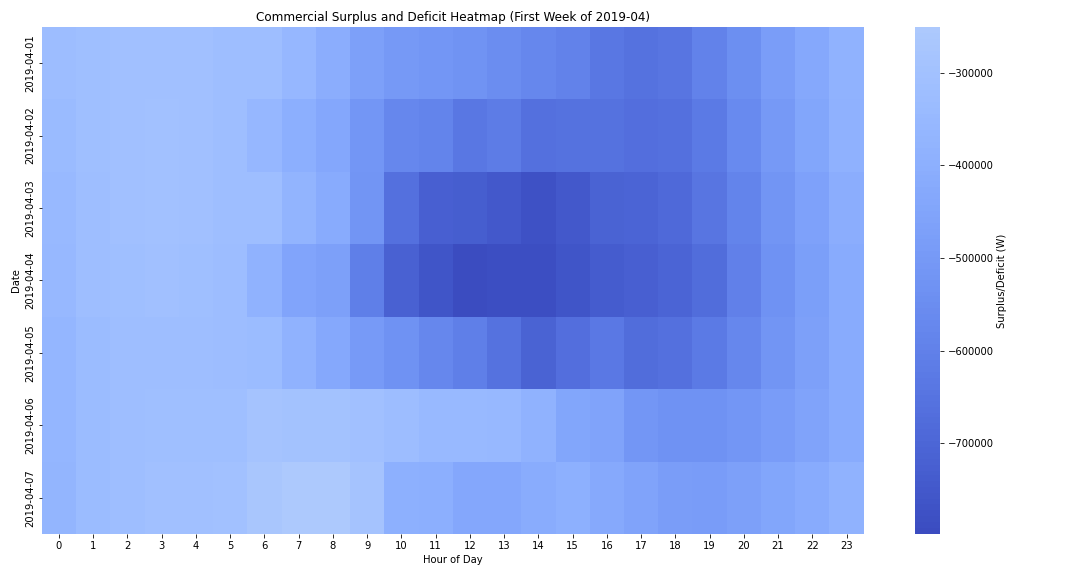 Commercial Surplus and Deficit Heatmap (First Week of 2019-04)
Date
2019-04-01
2019-04-02
2019-04-03
2019-04-04
2019-04-05
2019-04-06
2019-04-07
0 1 2 3 4 5 6 7 8 9 10 11 12 13 14 15 16 17 18 19 20 21 22 23
Hour of Day
−300000
−400000
−500000
−600000
−700000
Surplus/Deficit (W)